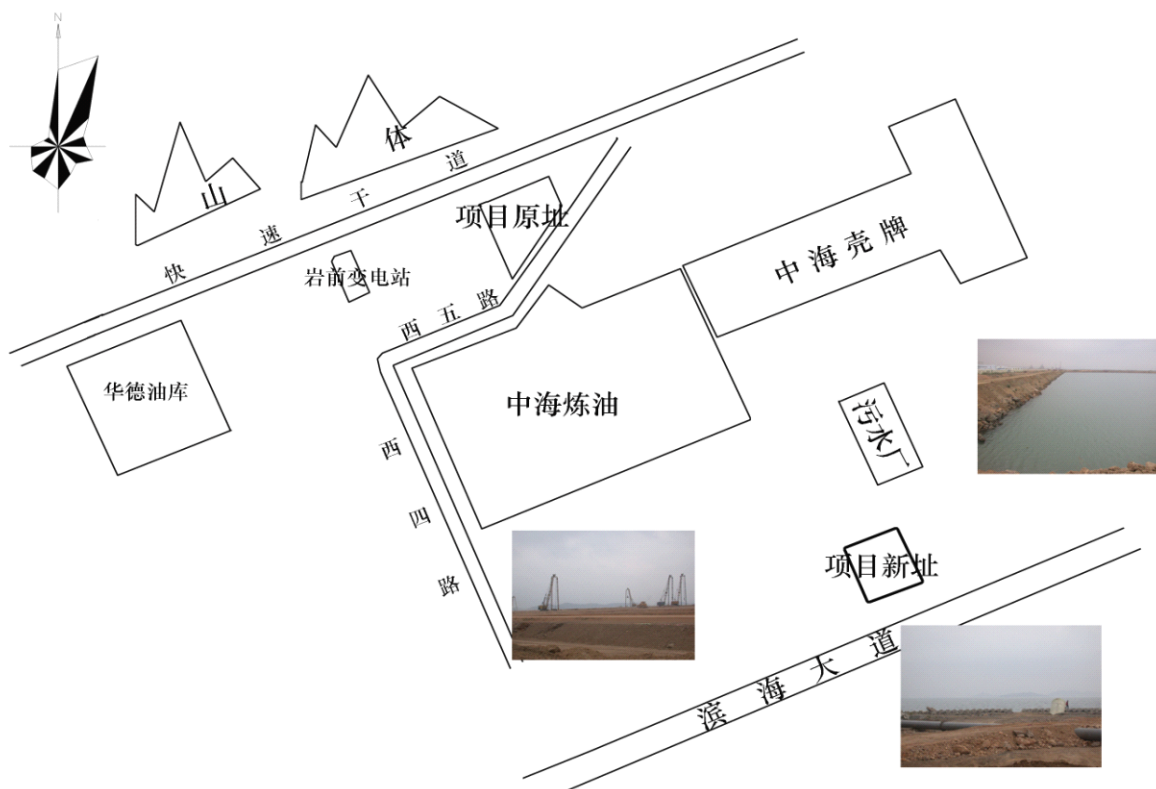 N
山
体
快速干道
项目原址
岩前变电站
中海壳牌
西五路
华德油库
中海炼油
污水厂
西四路
项目新址
滨海大道